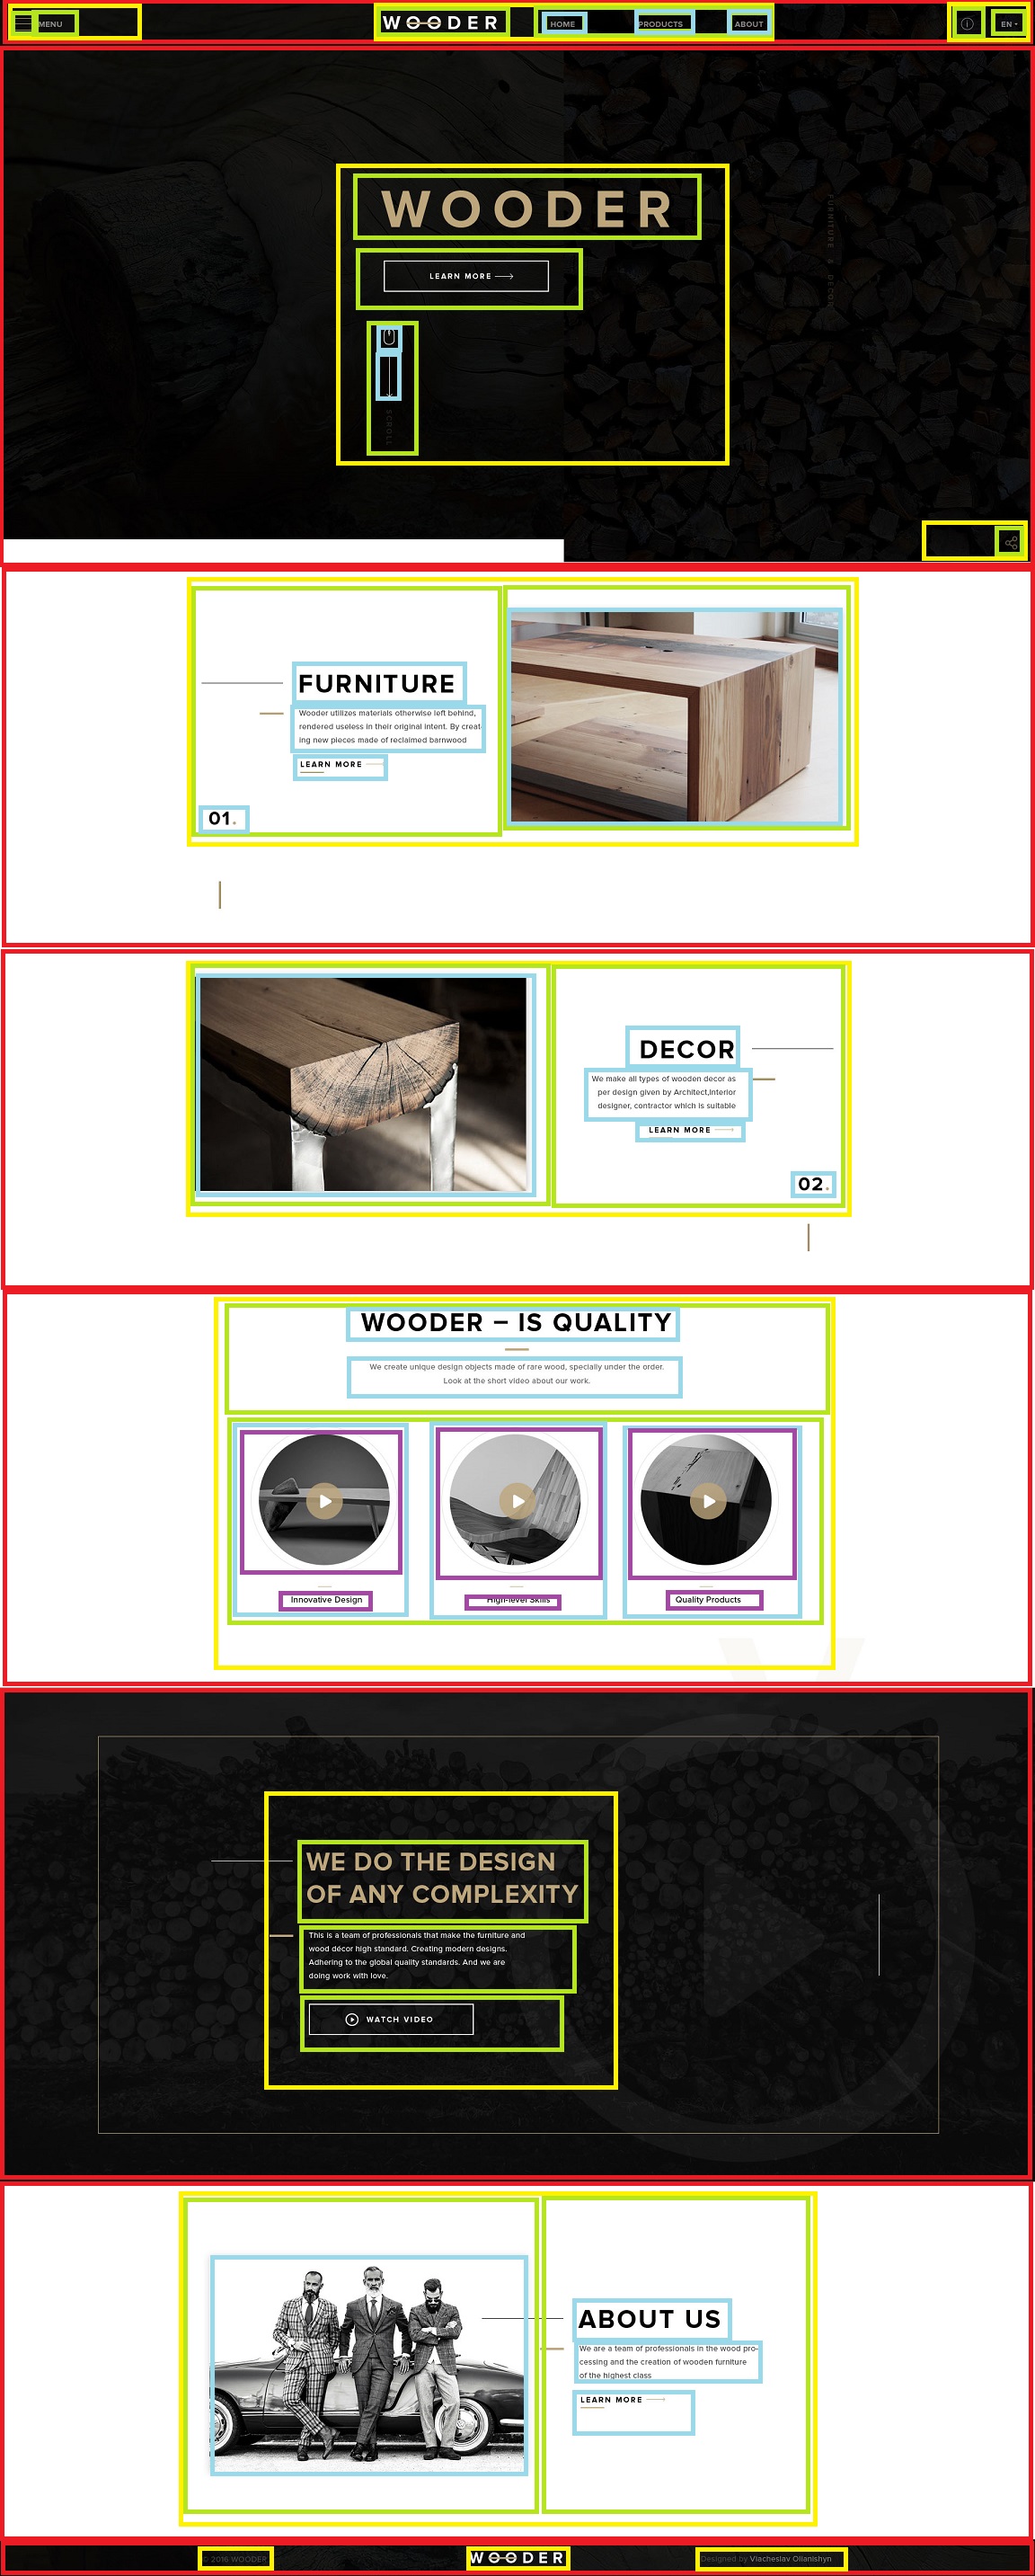 MENU
WOODER
HOME
PRODUCTS
ABOUT
EN
WOODER
FURNITURE & DECOR
LEARN MORE
SCROLL
FURNITURE
Wooder utilizes materials otherwise left behind,
rendered useless in their original intent. By creat-
ing new pieces made of reclaimed barnwood
LEARN MORE
01.
DECOR
We make all types of wooden decor as
per design given by Architect,Interior
designer, contractor which is suitable
LEARN MORE
02.
WOODER – IS QUALITY
We create unique design objects made of rare wood, specially under the order.
Look at the short video about our work.
Innovative Design
High-level Skills
Quality Products
WE DO THE DESIGN
OF ANY COMPLEXITY
This is a team of professionals that make the furniture and
wood décor high standard. Creating modern designs.
Adhering to the global quality standards. And we are
doing work with love.
WATCH VIDEO
ABOUT US
We are a team of professionals in the wood pro-
cessing and the creation of wooden furniture
of the highest class
LEARN MORE
© 2016 WOODER
WOODER
Designed by Viacheslav Olianishyn